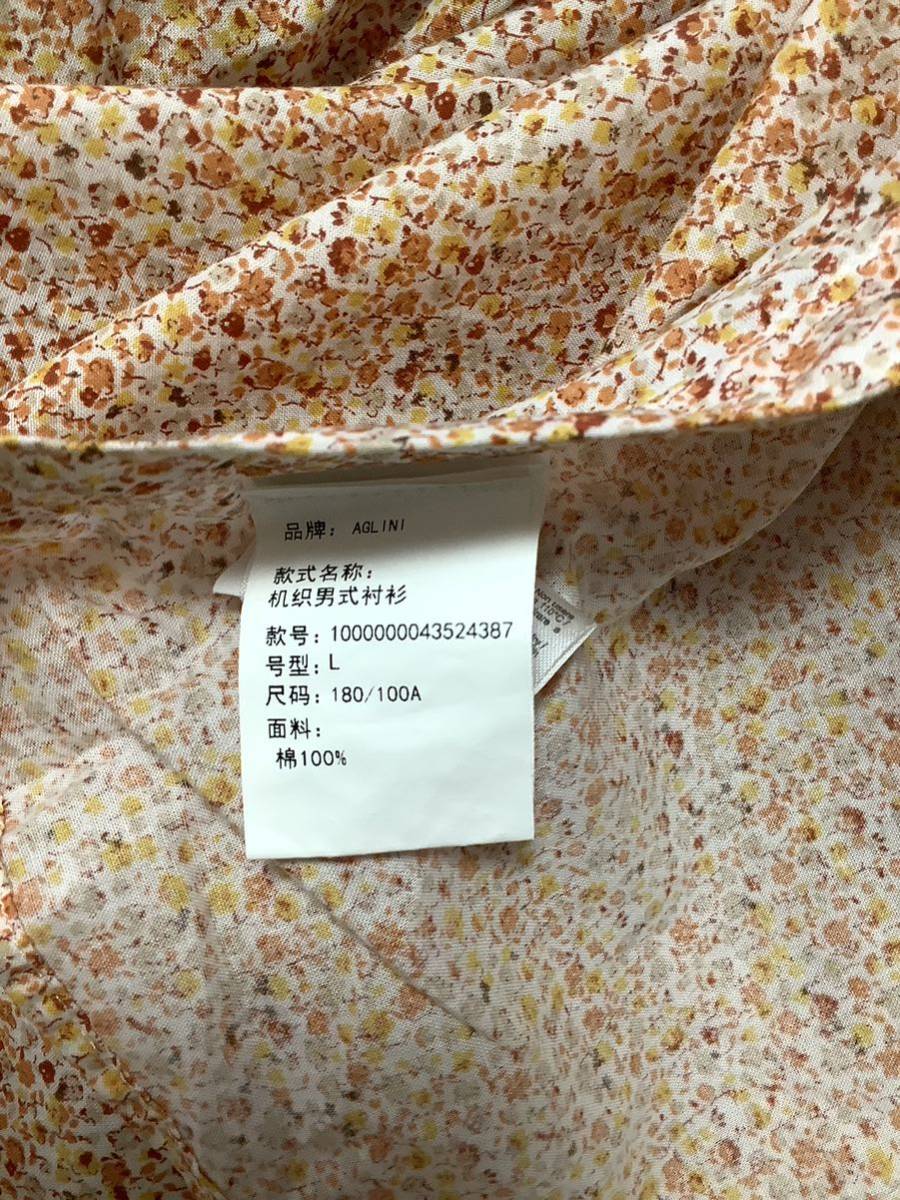 品牌: AGLINI
款式名称:
机织男式衬衫
款号: 1000000043524387
号型: L
尺码: 180/100A
面料:
棉100%